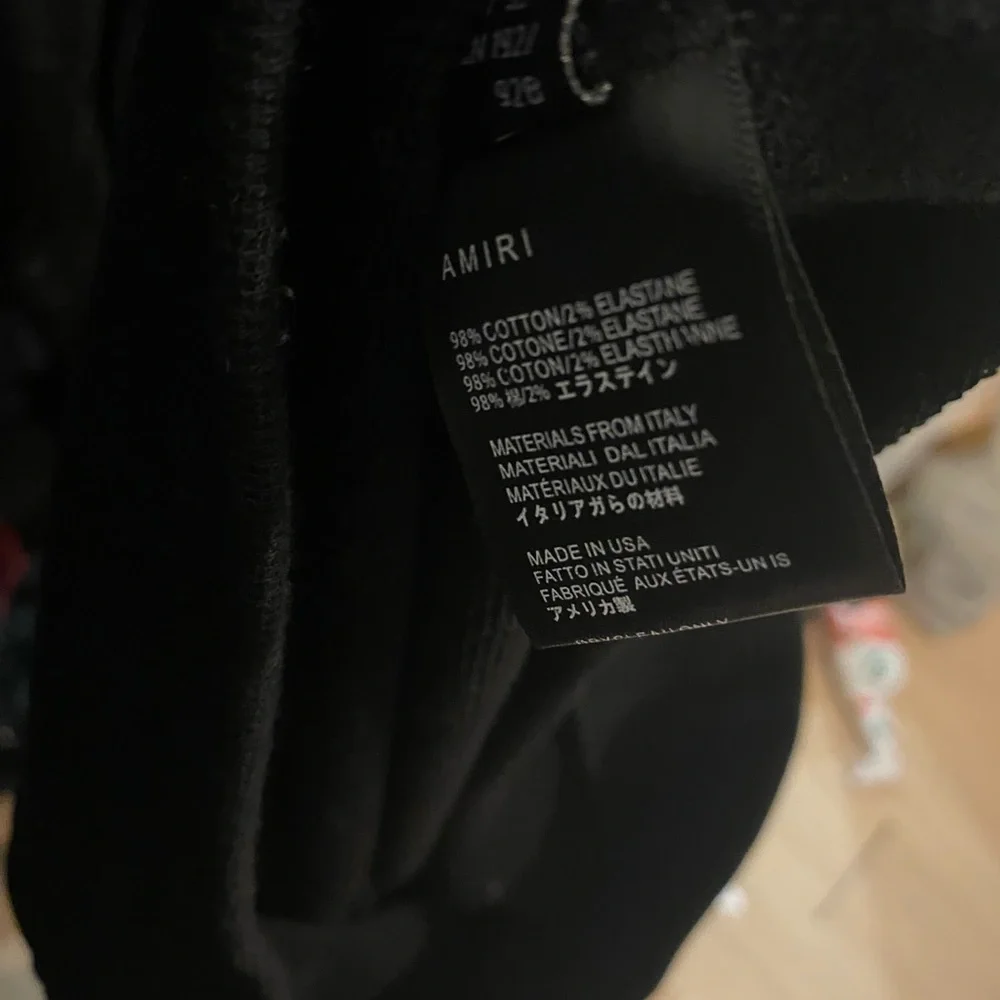 928
AMIRI
98% COTTON/2% ELASTANE
98% COTONE/2% ELASTANE
98% COTON/2% ELASTHANNE
98% 棉/2% エラステイン
MATERIALS FROM ITALY
MATERIALI DAL ITALIA
MATÉRIAUX DU ITALIE
イタリアガらの材料
MADE IN USA
FATTO IN STATI UNITI
FABRIQUÉ AUX ÉTATS-UN IS
アメリカ製